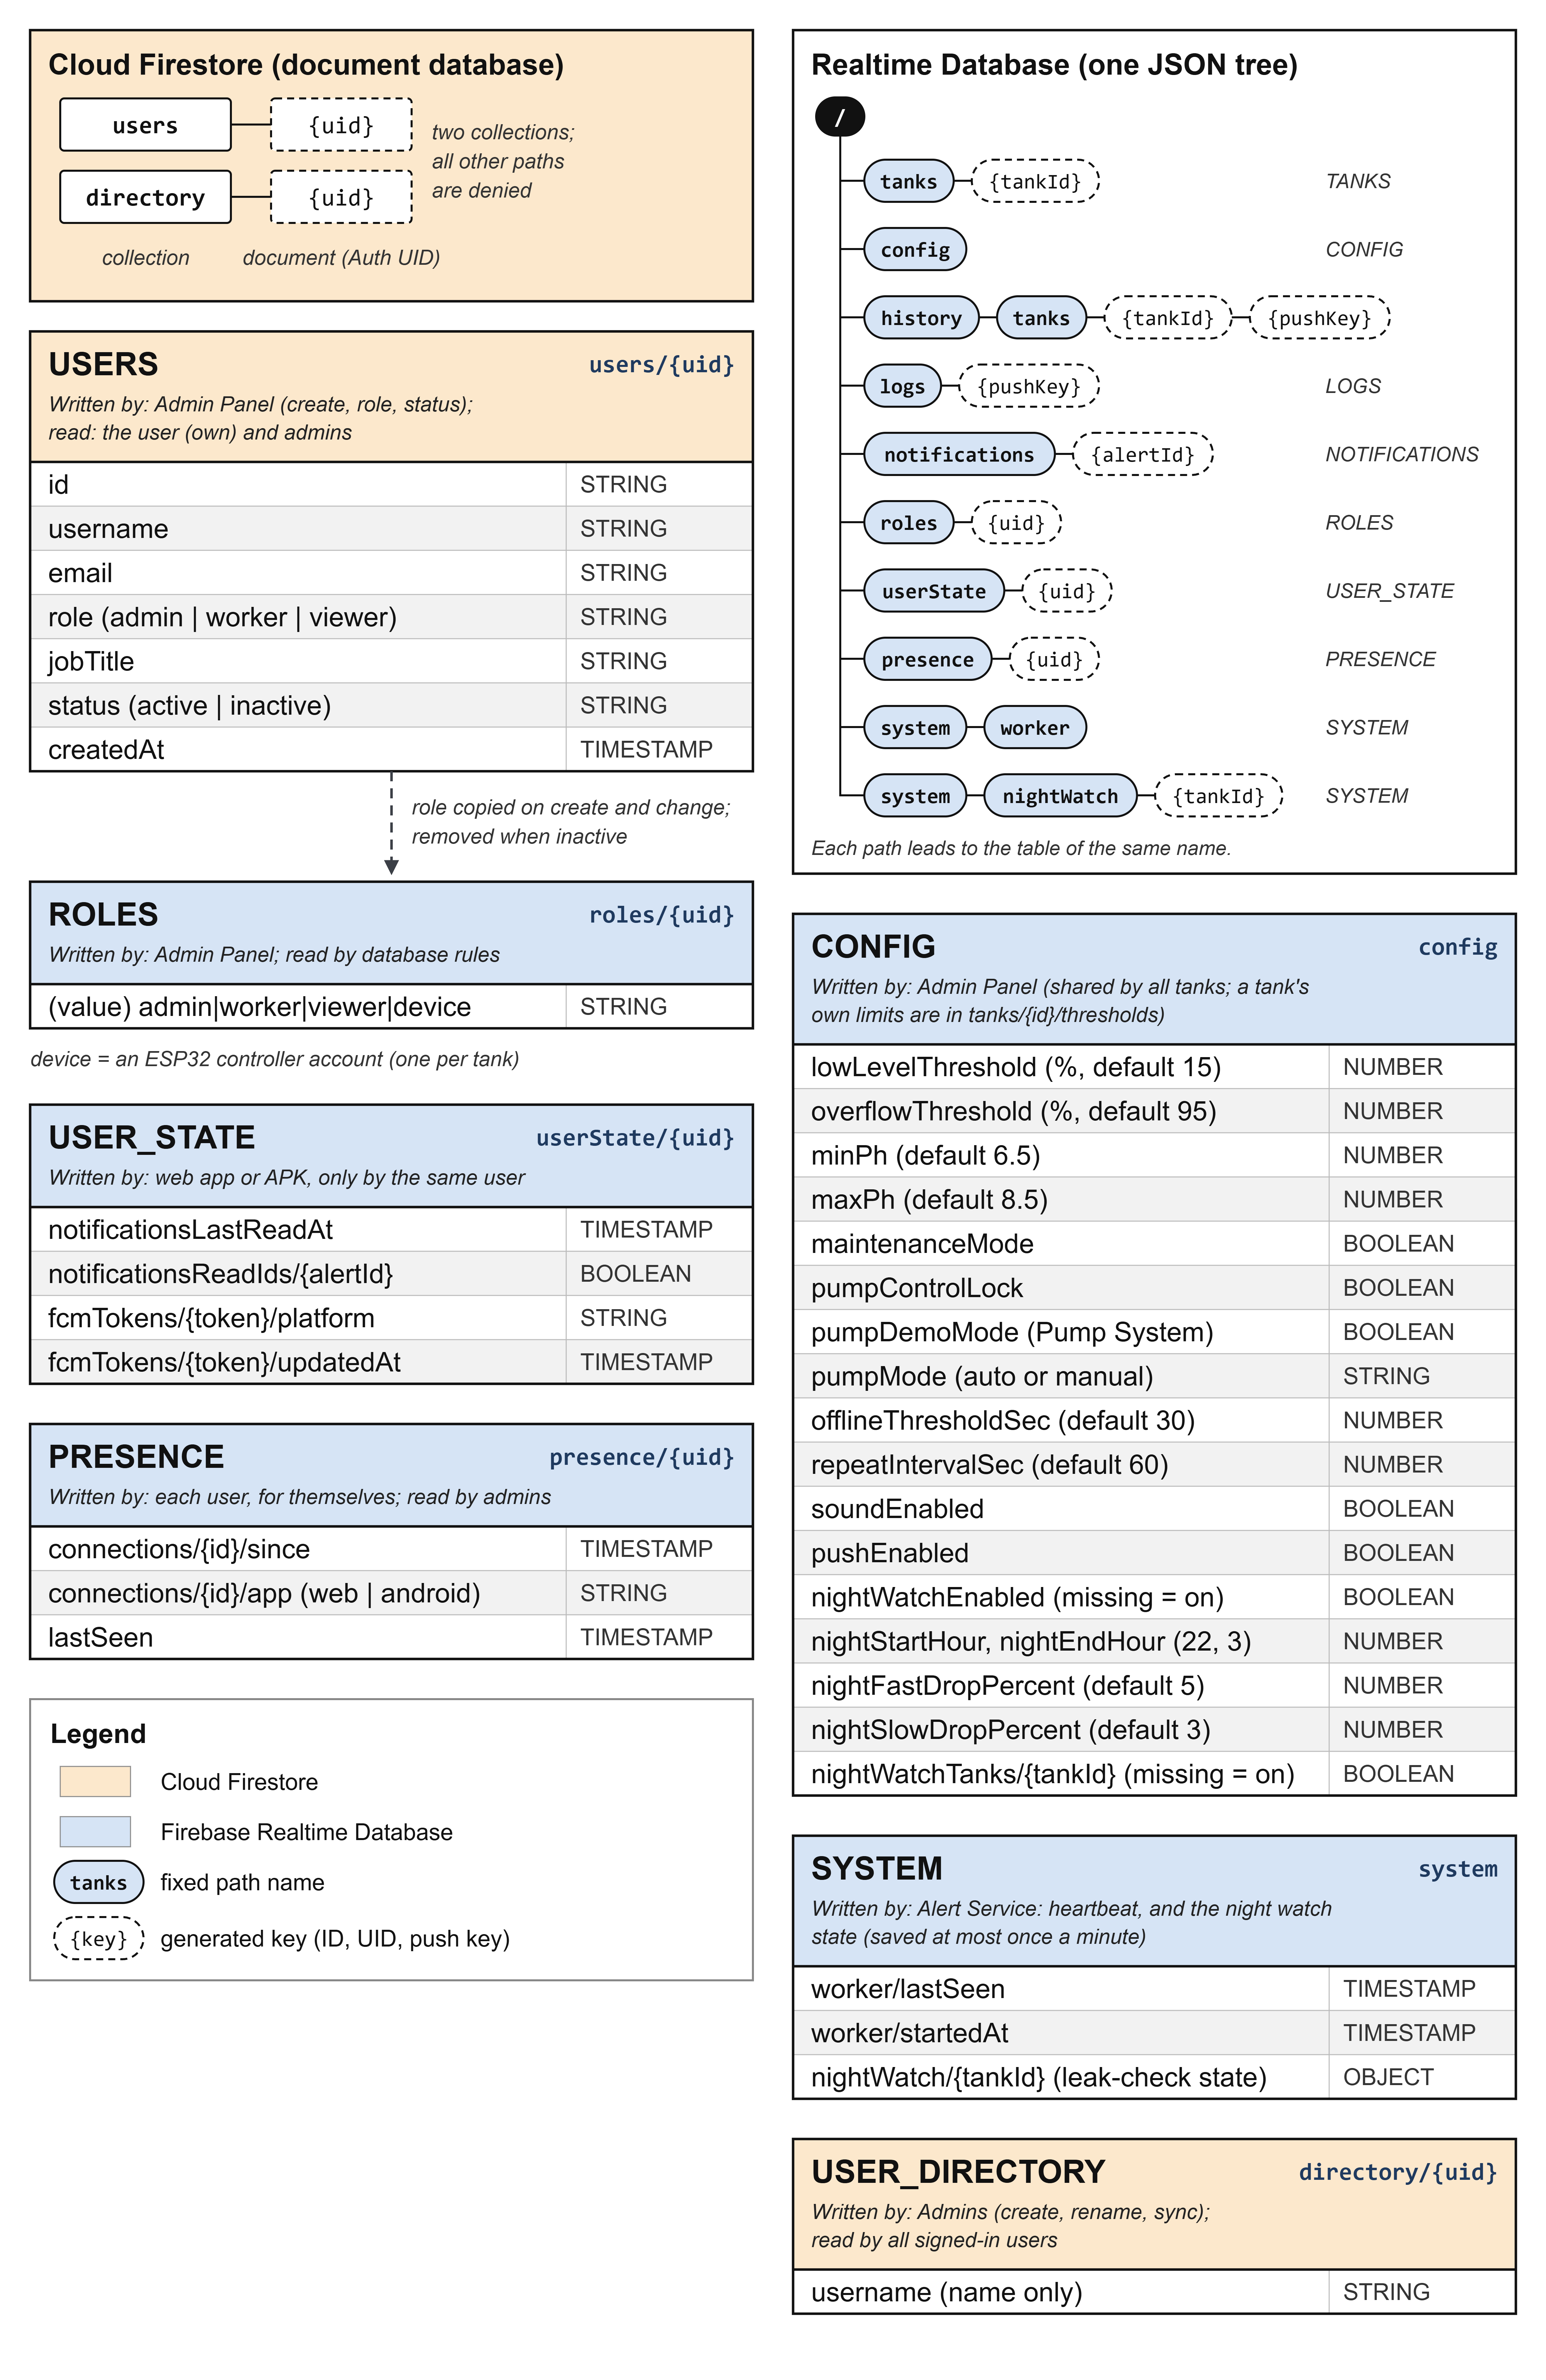 Cloud Firestore (document database)
users
{uid}
directory
{uid}
two collections;
all other paths
are denied
collection
document (Auth UID)
USERS
users/{uid}
Written by: Admin Panel (create, role, status);
read: the user (own) and admins
id STRING
username STRING
email STRING
role (admin | worker | viewer) STRING
jobTitle STRING
status (active | inactive) STRING
createdAt TIMESTAMP
role copied on create and change;
removed when inactive
ROLES
roles/{uid}
Written by: Admin Panel; read by database rules
(value) admin|worker|viewer|device STRING
device = an ESP32 controller account (one per tank)
USER_STATE
userState/{uid}
Written by: web app or APK, only by the same user
notificationsLastReadAt TIMESTAMP
notificationsReadIds/{alertId} BOOLEAN
fcmTokens/{token}/platform STRING
fcmTokens/{token}/updatedAt TIMESTAMP
PRESENCE
presence/{uid}
Written by: each user, for themselves; read by admins
connections/{id}/since TIMESTAMP
connections/{id}/app (web | android) STRING
lastSeen TIMESTAMP
Legend
Cloud Firestore
Firebase Realtime Database
tanks fixed path name
{key} generated key (ID, UID, push key)
Realtime Database (one JSON tree)
/
tanks {tankId} TANKS
config CONFIG
history tanks {tankId} {pushKey}
logs {pushKey} LOGS
notifications {alertId} NOTIFICATIONS
roles {uid} ROLES
userState {uid} USER_STATE
presence {uid} PRESENCE
system worker SYSTEM
system nightWatch {tankId} SYSTEM
Each path leads to the table of the same name.
CONFIG
config
Written by: Admin Panel (shared by all tanks; a tank's
own limits are in tanks/{id}/thresholds)
lowLevelThreshold (%, default 15) NUMBER
overflowThreshold (%, default 95) NUMBER
minPh (default 6.5) NUMBER
maxPh (default 8.5) NUMBER
maintenanceMode BOOLEAN
pumpControlLock BOOLEAN
pumpDemoMode (Pump System) BOOLEAN
pumpMode (auto or manual) STRING
offlineThresholdSec (default 30) NUMBER
repeatIntervalSec (default 60) NUMBER
soundEnabled BOOLEAN
pushEnabled BOOLEAN
nightWatchEnabled (missing = on) BOOLEAN
nightStartHour, nightEndHour (22, 3) NUMBER
nightFastDropPercent (default 5) NUMBER
nightSlowDropPercent (default 3) NUMBER
nightWatchTanks/{tankId} (missing = on) BOOLEAN
SYSTEM
system
Written by: Alert Service: heartbeat, and the night watch
state (saved at most once a minute)
worker/lastSeen TIMESTAMP
worker/startedAt TIMESTAMP
nightWatch/{tankId} (leak-check state) OBJECT
USER_DIRECTORY
directory/{uid}
Written by: Admins (create, rename, sync);
read by all signed-in users
username (name only) STRING